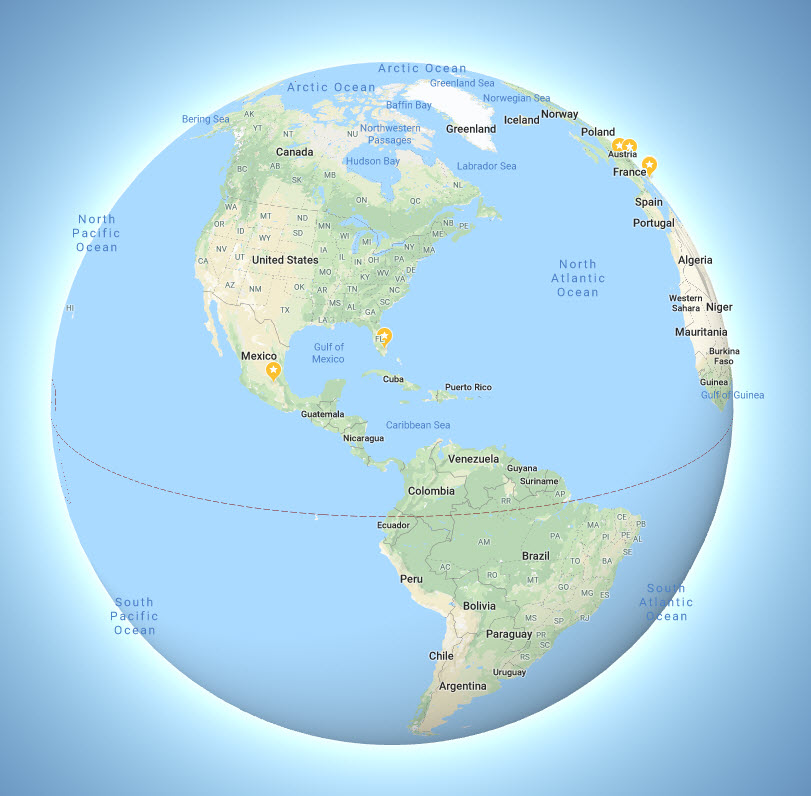 Arctic Ocean
Arctic Ocean
Greenland Sea
Baffin Bay
Norwegian Sea
AK
Bering Sea
Iceland
Norway
YT
NT
NU
Northwestern
Passages
Greenland
Poland
Canada
Hudson Bay
Labrador Sea
Austria
BC
AB
SK
MB
France
ON
QC
NL
WA
Spain
North
Pacific
Ocean
MT
ND
MN
NB
PE
OR
ID
SD
WI
MI
ME
Portugal
WY
NV
UT
CO
IA
NY
MA
CA
United States
IL
IN
OH
PA
CT
North
Atlantic
Ocean
Algeria
MO
KY
WV
DE
VA
AZ
NM
OK
AR
TN
NC
MS
AL
SC
TX
LA
GA
HI
Western
Sahara
Niger
FL
Mauritania
Gulf of
Mexico
Mexico
Burkina
Faso
Cuba
Puerto Rico
Guinea
Gulf of Guinea
Guatemala
Caribbean Sea
Nicaragua
Venezuela
Guyana
Suriname
Colombia
RR
AP
Ecuador
CE
MA
PB
PA
PI
PE
AL
AM
SE
Brazil
TO
BA
AC
RO
MT
Peru
GO
MG
ES
South
Pacific
Ocean
South
Atlantic
Ocean
Bolivia
MS
SP
RJ
Paraguay
PR
SC
Chile
RS
Uruguay
Argentina